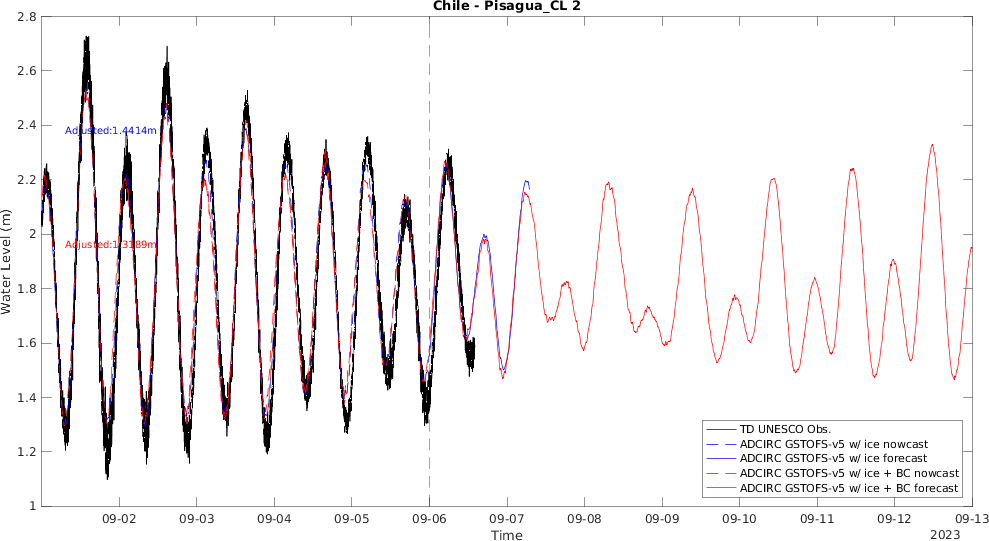 Chile - Pisagua_CL 2
2.8
2.6
2.4
2.2
2
1.8
1.6
1.4
1.2
1
Water Level (m)
Adjusted:1.4414m
Adjusted:1.3189m
TD UNESCO Obs.
ADCIRC GSTOFS-v5 w/ ice nowcast
ADCIRC GSTOFS-v5 w/ ice forecast
ADCIRC GSTOFS-v5 w/ ice + BC nowcast
ADCIRC GSTOFS-v5 w/ ice + BC forecast
09-02 09-03 09-04 09-05 09-06 09-07 09-08 09-09 09-10 09-11 09-12 09-13
Time
2023